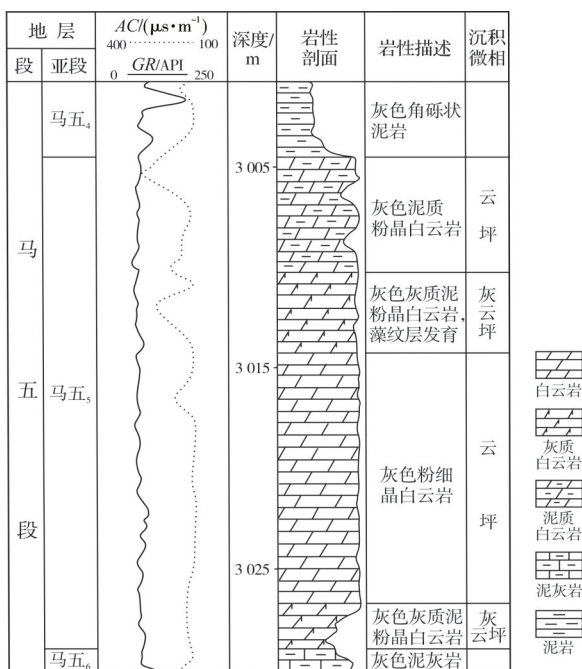 地 层
段
亚段
AC/(μs·m⁻¹)
400 100
GR/API
0 250
深度/
m
岩性
剖面
岩性描述
沉积
微相
马
五
段
马五₄
马五₅
马五₆
3 005
3 015
3 025
灰色角砾状
泥岩
灰色泥质
粉晶白云岩
云
坪
灰色灰质泥
粉晶白云岩,
藻纹层发育
灰
云
坪
灰色粉细
晶白云岩
云
坪
灰色灰质泥
粉晶白云岩
灰
云坪
灰色泥灰岩
白云岩
灰质
白云岩
泥质
白云岩
泥灰岩
泥岩